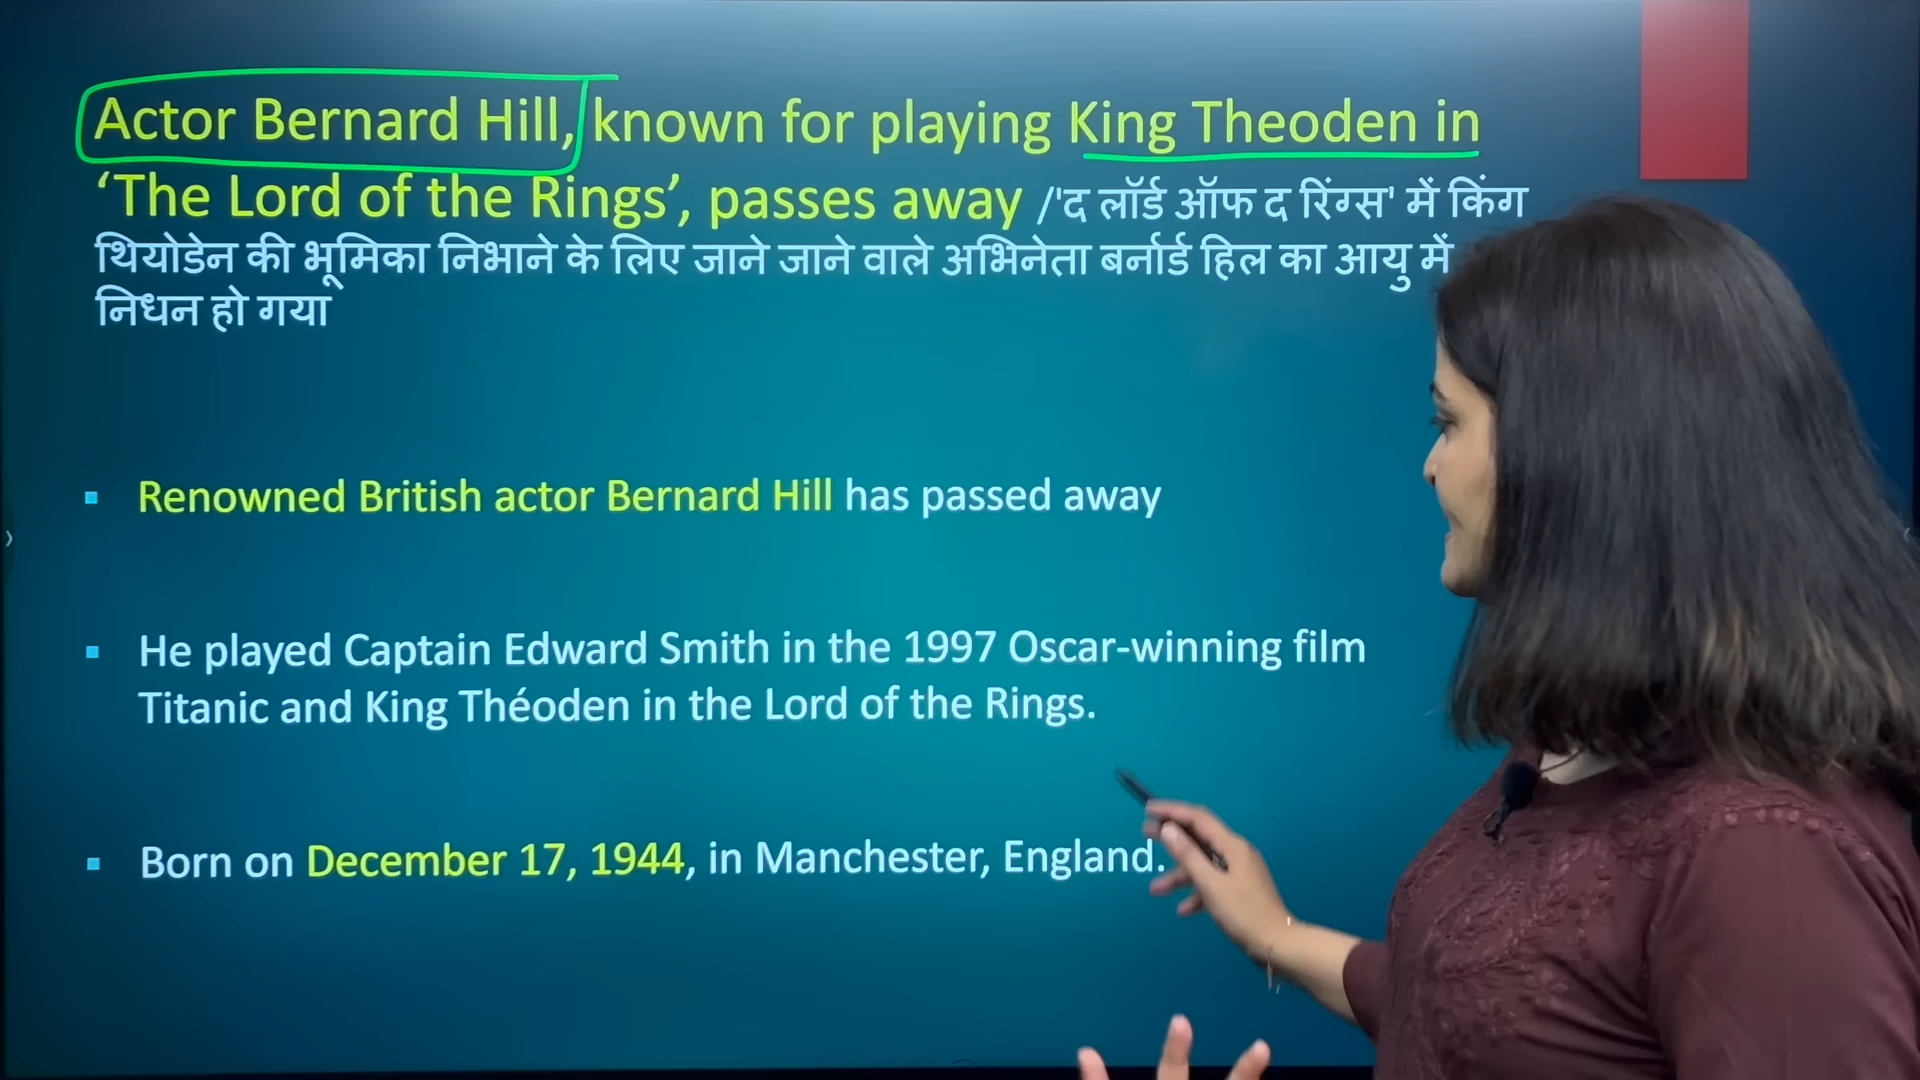 Actor Bernard Hill, known for playing King Theoden in
‘The Lord of the Rings’, passes away /'द लॉर्ड ऑफ द रिंग्स' में किंग
थियोडेन की भूमिका निभाने के लिए जाने जाने वाले अभिनेता बर्नार्ड हिल का आयु में
निधन हो गया
▪ Renowned British actor Bernard Hill has passed away
▪ He played Captain Edward Smith in the 1997 Oscar-winning film
Titanic and King Théoden in the Lord of the Rings.
▪ Born on December 17, 1944, in Manchester, England.